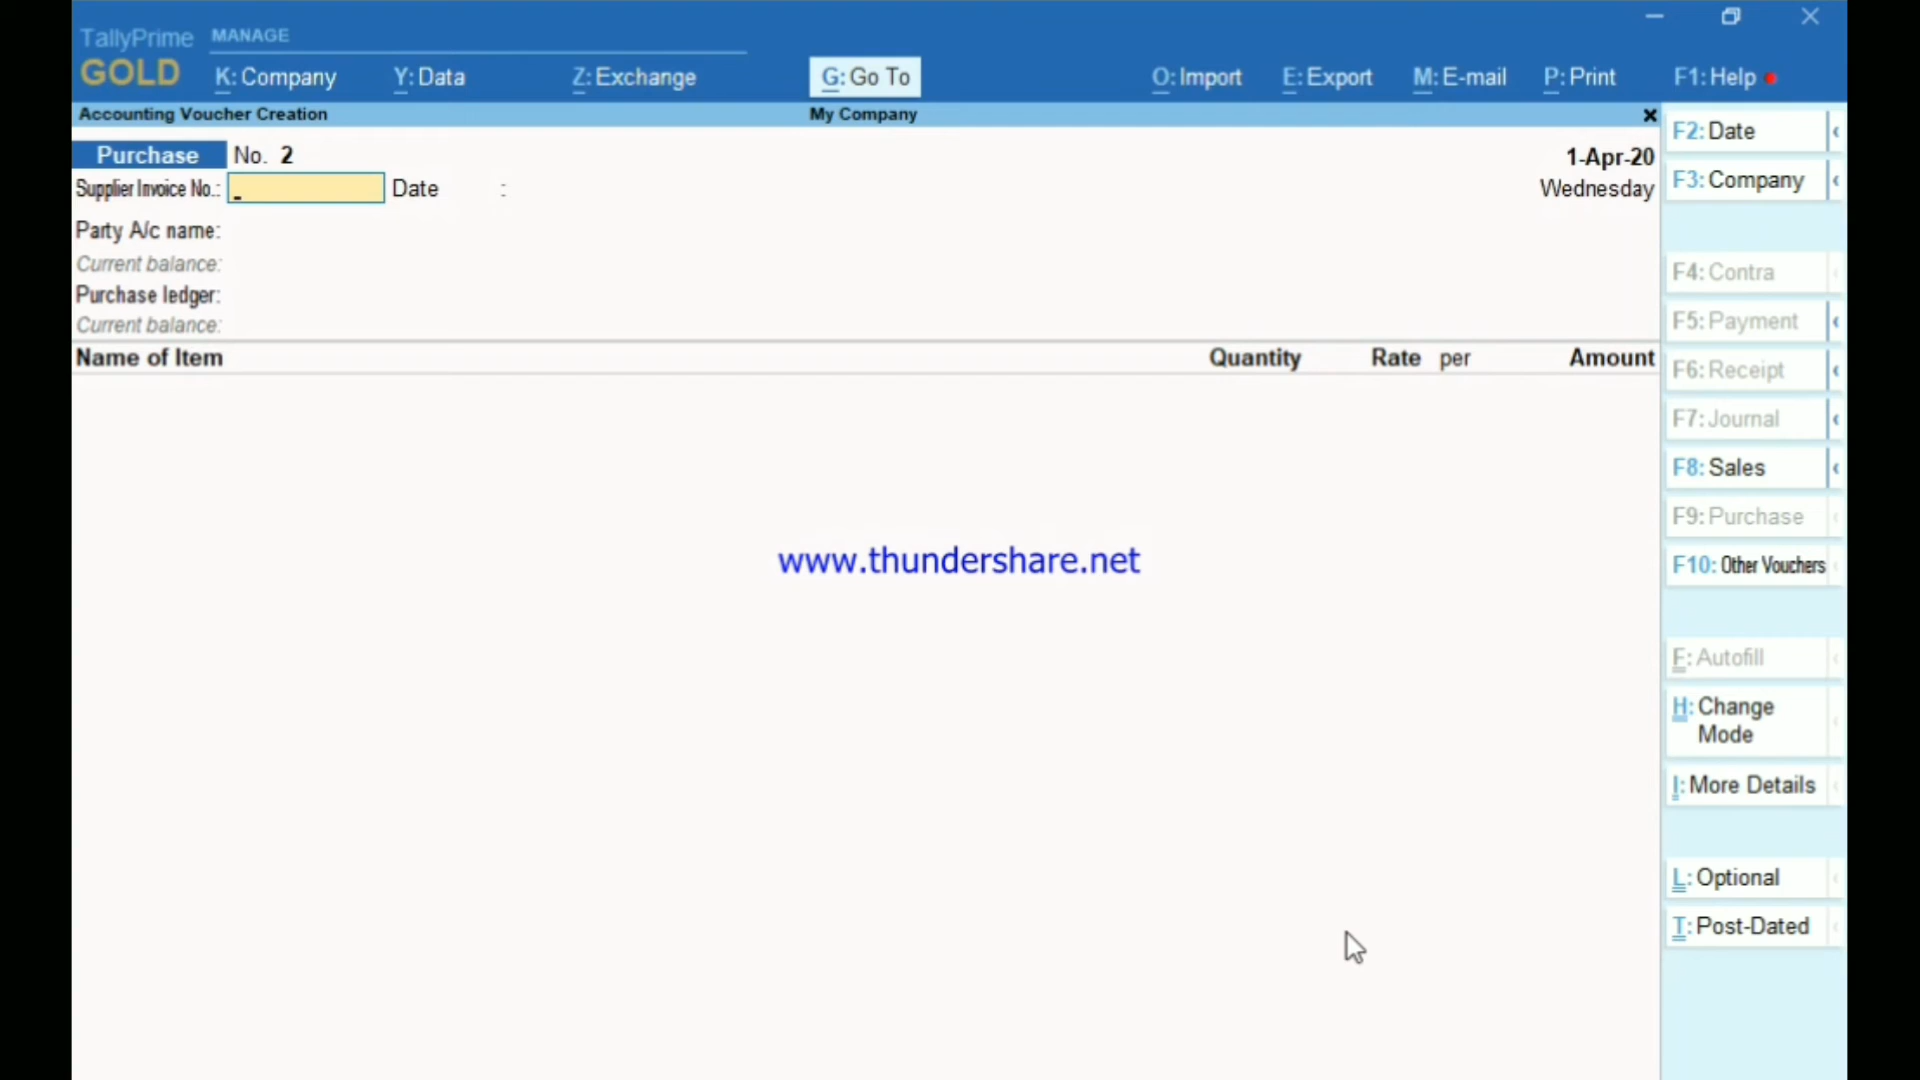 TallyPrime
MANAGE
GOLD
K: Company
Y: Data
Z: Exchange
G: Go To
O: Import
E: Export
M: E-mail
P: Print
F1: Help
Accounting Voucher Creation
My Company
×
Purchase No. 2
1-Apr-20
Supplier Invoice No.: Date :
Wednesday
Party A/c name:
Current balance:
Purchase ledger:
Current balance:
Name of Item Quantity Rate per Amount
www.thundershare.net
F2: Date
F3: Company
F4: Contra
F5: Payment
F6: Receipt
F7: Journal
F8: Sales
F9: Purchase
F10: Other Vouchers
F: Autofill
H: Change
Mode
I: More Details
L: Optional
T: Post-Dated